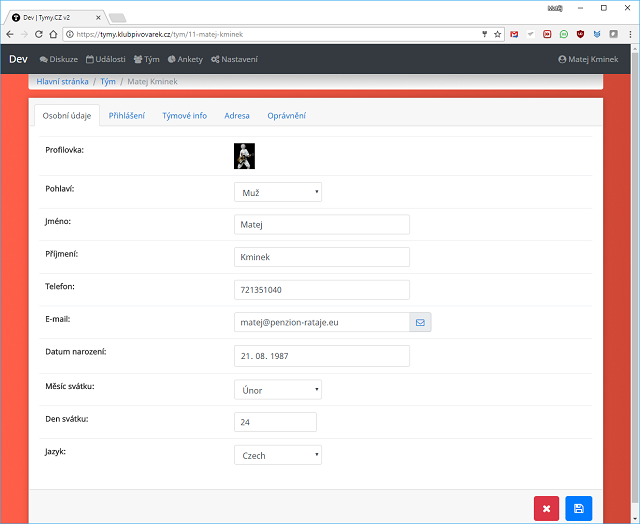 Matěj
Dev | Tymy.CZ v2
https://tymy.klubpivovarek.cz/tym/11-matej-kminek
Dev Diskuze Události Tým Ankety Nastavení Matej Kminek
Hlavní stránka / Tým / Matej Kminek
Osobní údaje Přihlášení Týmové info Adresa Oprávnění
Profilovka:
Pohlaví: Muž
Jméno: Matej
Příjmení: Kminek
Telefon: 721351040
E-mail: matej@penzion-rataje.eu
Datum narození: 21. 08. 1987
Měsíc svátku: Únor
Den svátku: 24
Jazyk: Czech